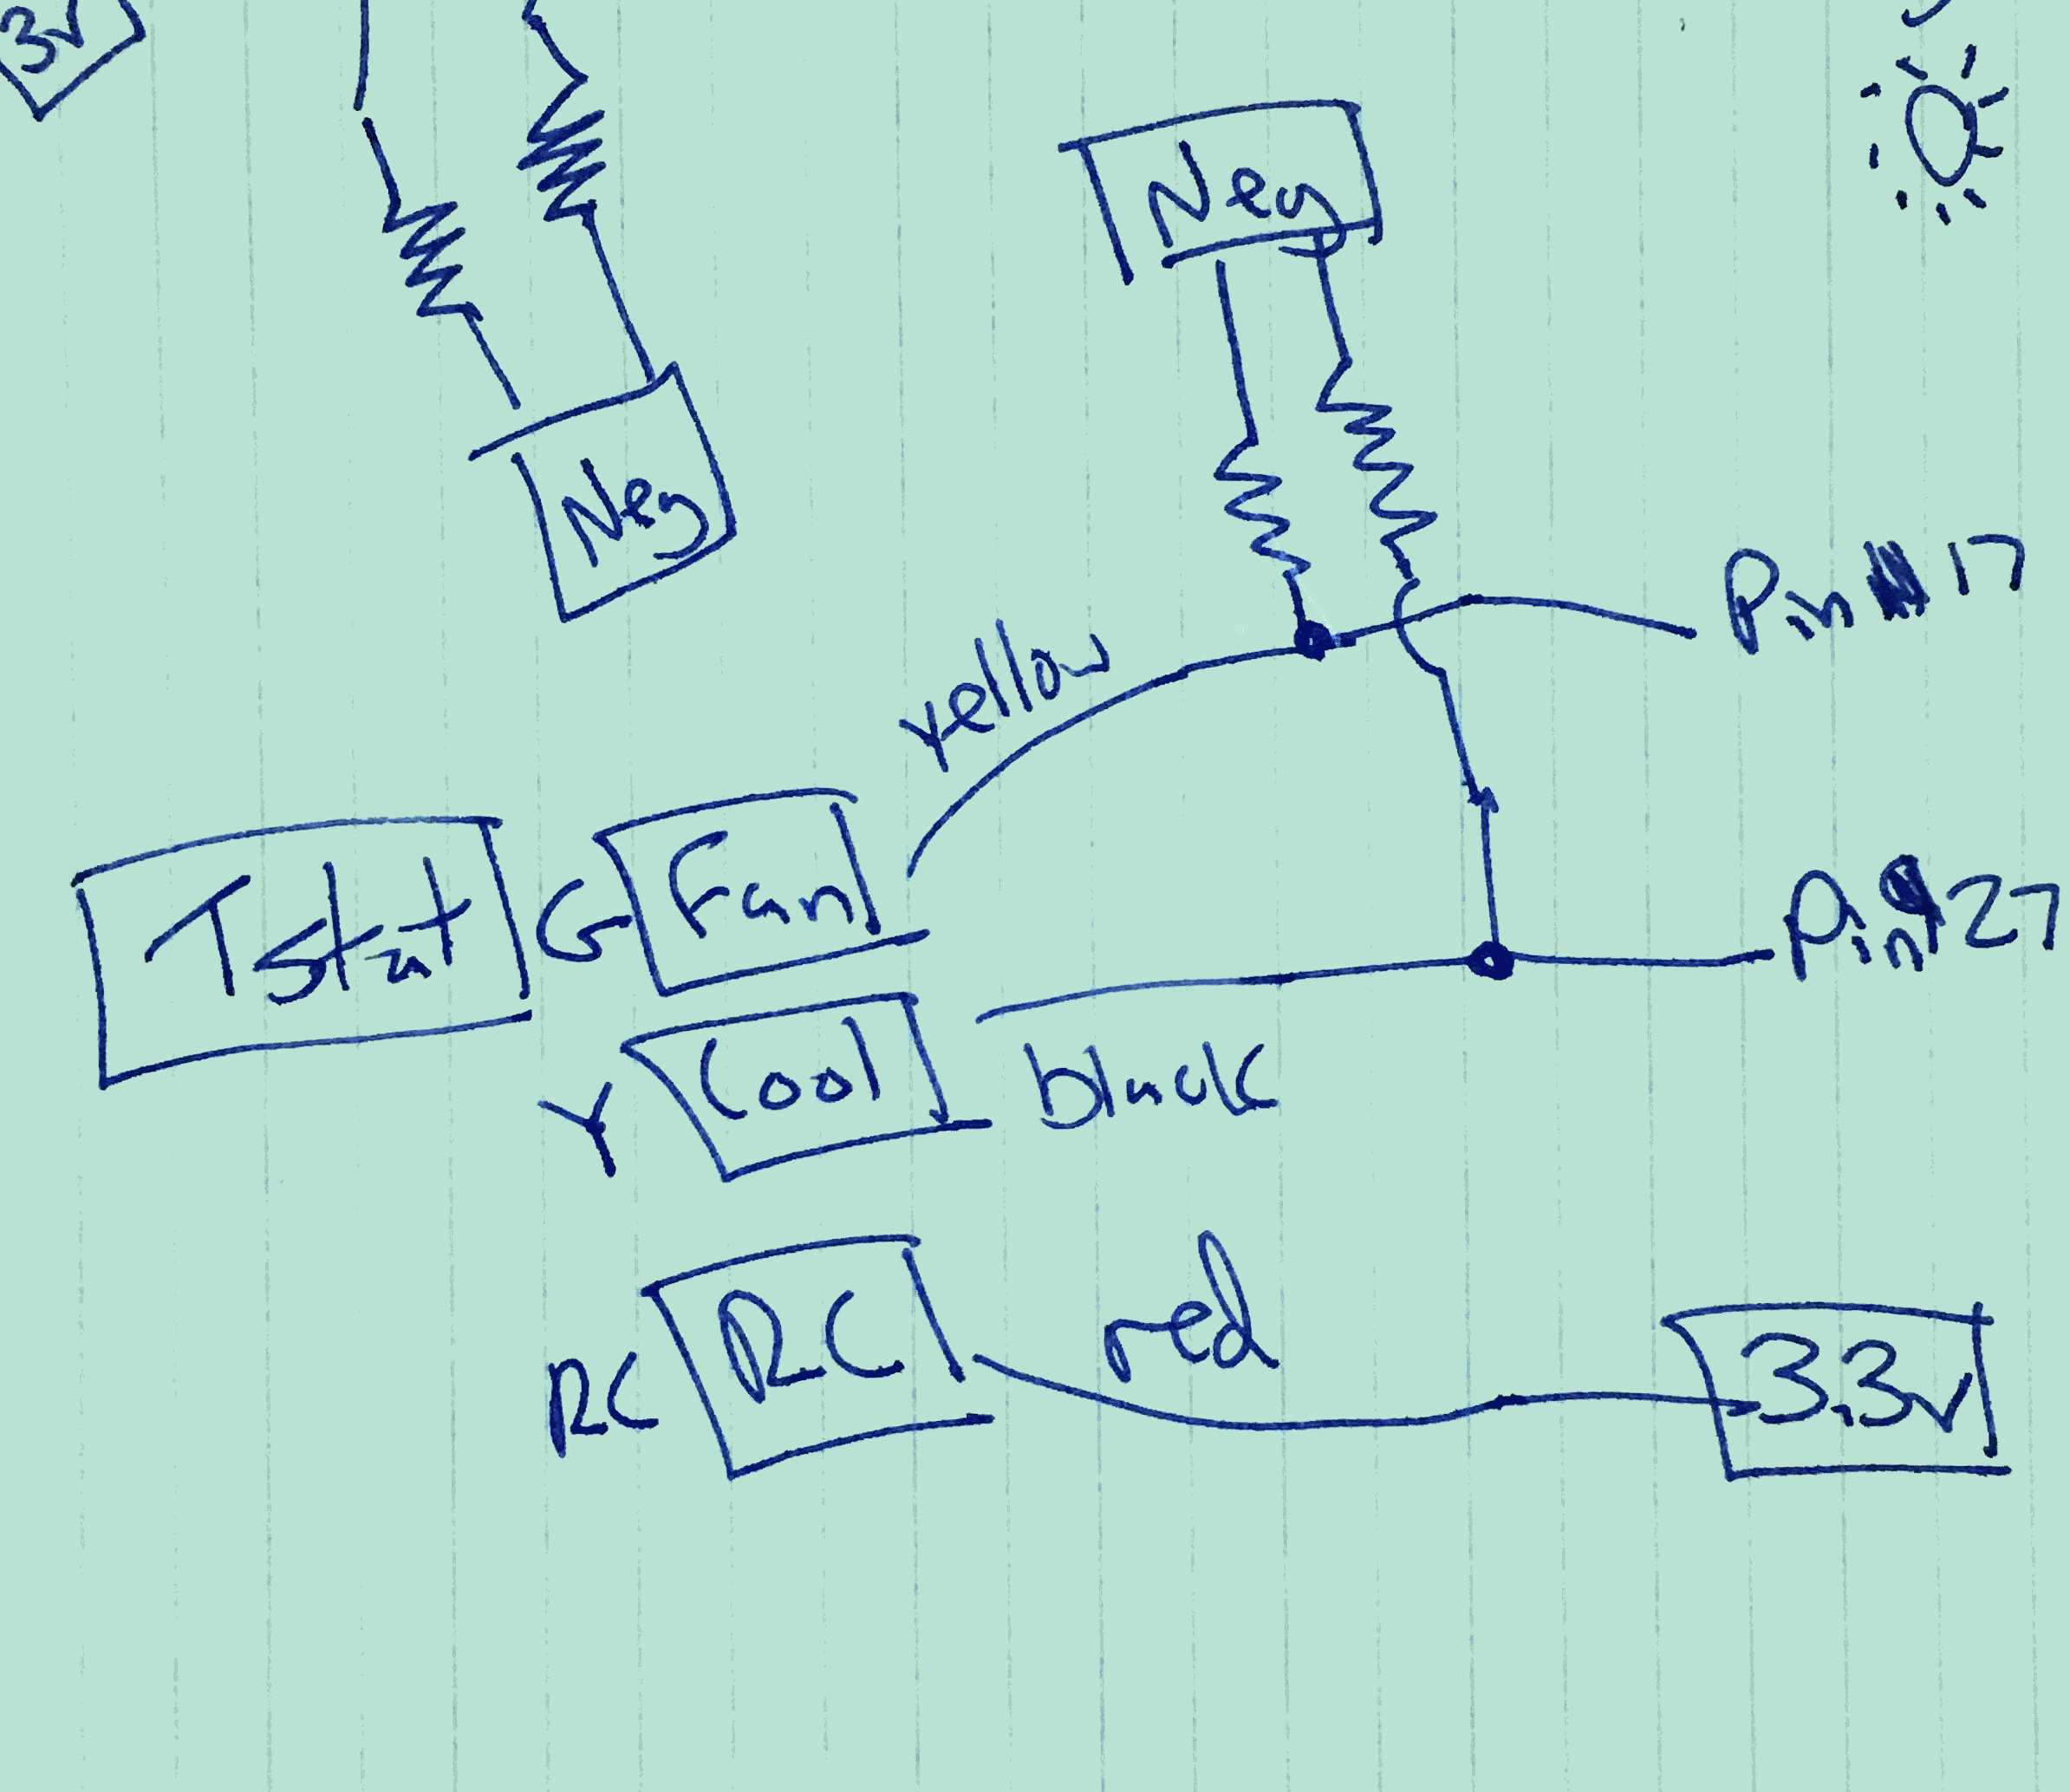 3v
Neg
Neg
Pin 17
yellow
Tstat
G
Fan
Pin 27
Y
Cool
black
RC
RC
red
3.3v